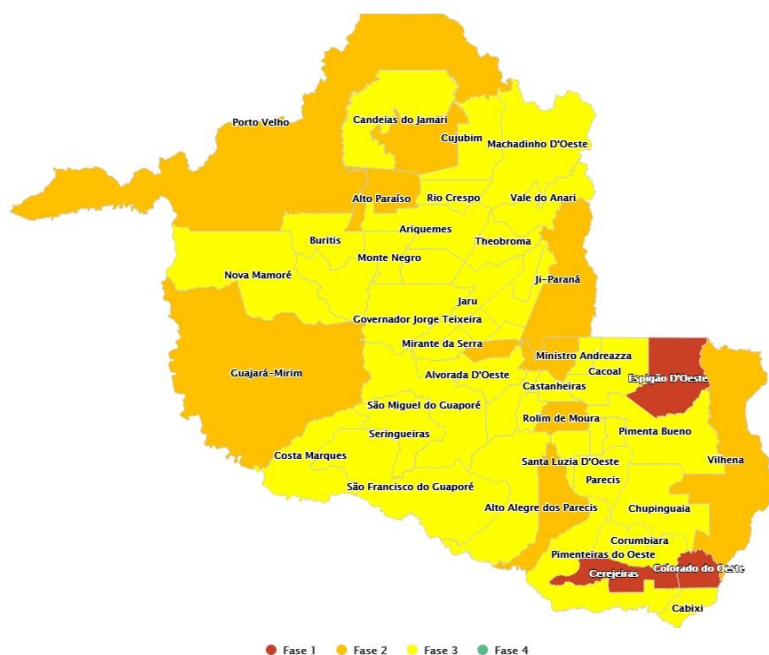 Porto Velho
Candeias do Jamari
Cujubim
Machadinho D'Oeste
Alto Paraíso
Rio Crespo
Vale do Anari
Ariquemes
Buritis
Theobroma
Monte Negro
Nova Mamoré
Ji-Paraná
Jaru
Governador Jorge Teixeira
Mirante da Serra
Ministro Andreazza
Cacoal
Guajará-Mirim
Alvorada D'Oeste
Espigão D'Oeste
Castanheiras
São Miguel do Guaporé
Rolim de Moura
Seringueiras
Pimenta Bueno
Costa Marques
Santa Luzia D'Oeste
Vilhena
Parecis
São Francisco do Guaporé
Alto Alegre dos Parecis
Chupinguaia
Corumbiara
Pimenteiras do Oeste
Colorado do Oeste
Cerejeiras
Cabixi
Fase 1
Fase 2
Fase 3
Fase 4